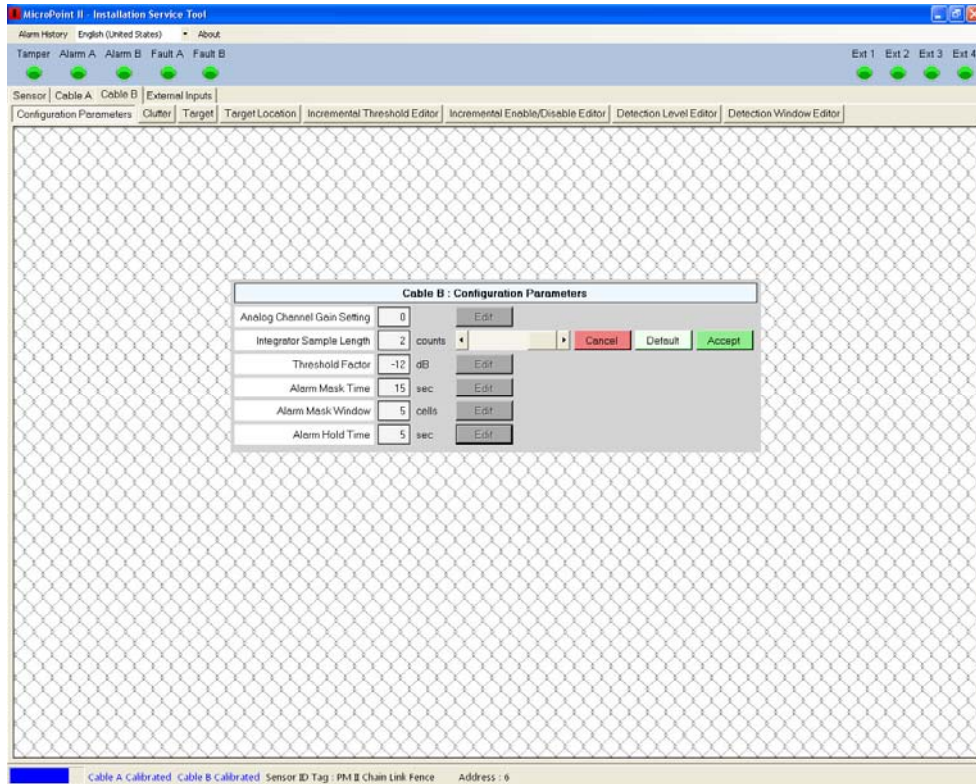 MicroPoint II - Installation Service Tool
Alarm History English (United States) About
Tamper Alarm A Alarm B Fault A Fault B Ext 1 Ext 2 Ext 3 Ext 4
Sensor Cable A Cable B External Inputs
Configuration Parameters Clutter Target Target Location Incremental Threshold Editor Incremental Enable/Disable Editor Detection Level Editor Detection Window Editor
Cable B : Configuration Parameters
Analog Channel Gain Setting 0 Edit
Integrator Sample Length 2 counts Cancel Default Accept
Threshold Factor -12 dB Edit
Alarm Mask Time 15 sec Edit
Alarm Mask Window 5 cells Edit
Alarm Hold Time 5 sec Edit
Cable A Calibrated Cable B Calibrated Sensor ID Tag : PM II Chain Link Fence Address : 6